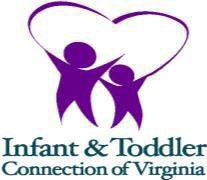 Infant & Toddler
Connection of Virginia